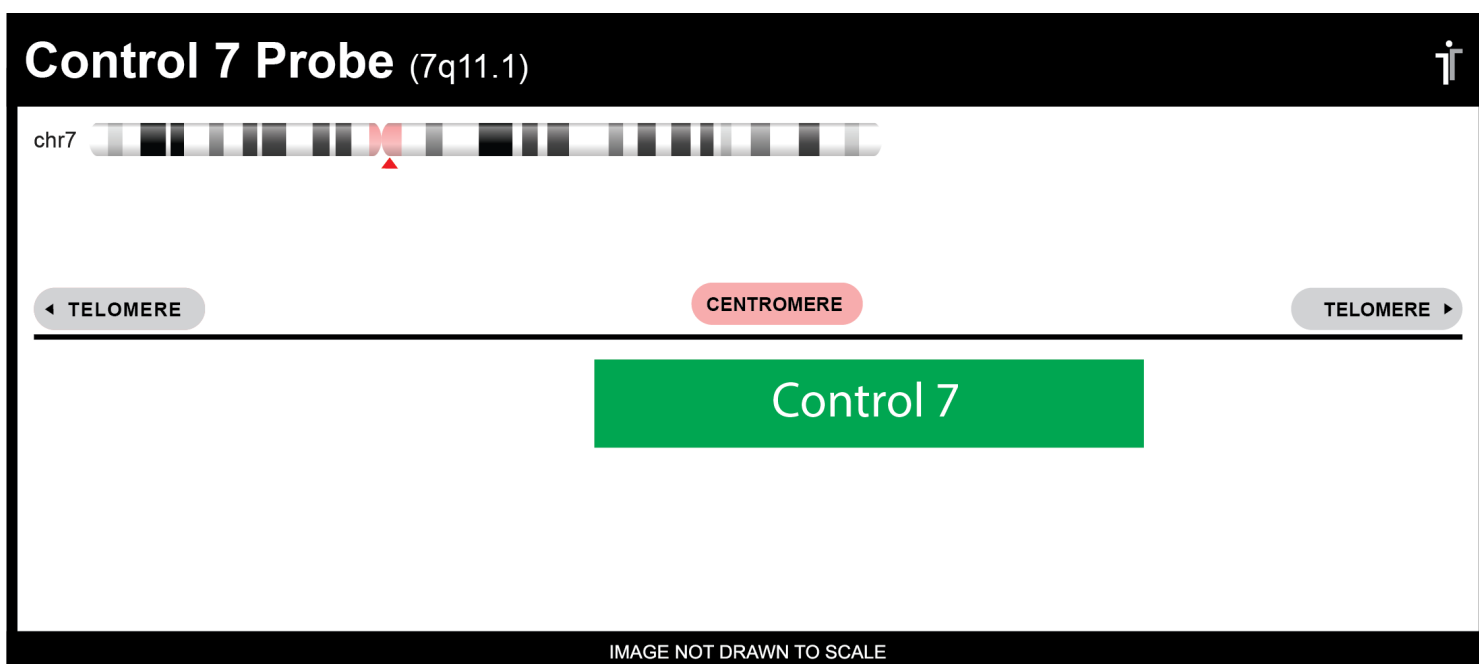 Control 7 Probe (7q11.1)
chr7
TELOMERE
CENTROMERE
TELOMERE
Control 7
IMAGE NOT DRAWN TO SCALE